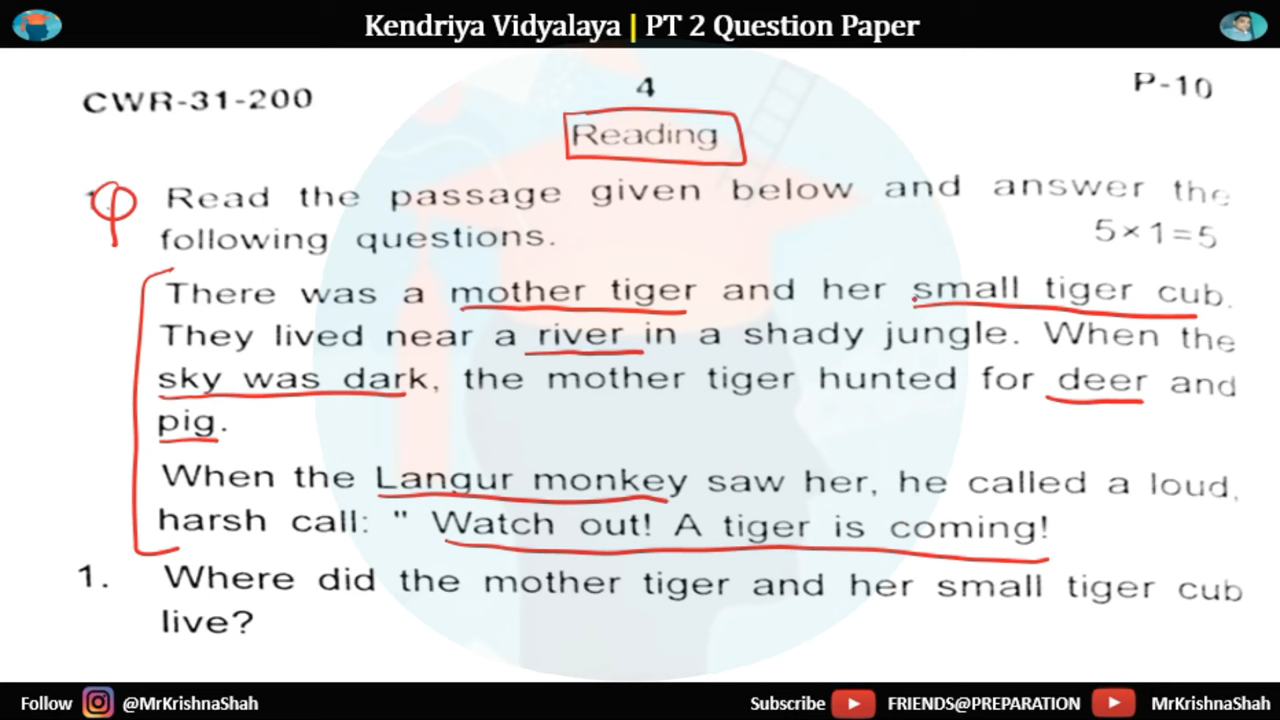 Kendriya Vidyalaya | PT 2 Question Paper
CWR-31-200 4 P-10
Reading
1. Read the passage given below and answer the
following questions. 5×1=5
There was a mother tiger and her small tiger cub.
They lived near a river in a shady jungle. When the
sky was dark, the mother tiger hunted for deer and
pig.
When the Langur monkey saw her, he called a loud,
harsh call: " Watch out! A tiger is coming!
1. Where did the mother tiger and her small tiger cub
live?
Follow @MrKrishnaShah Subscribe FRIENDS@PREPARATION MrKrishnaShah